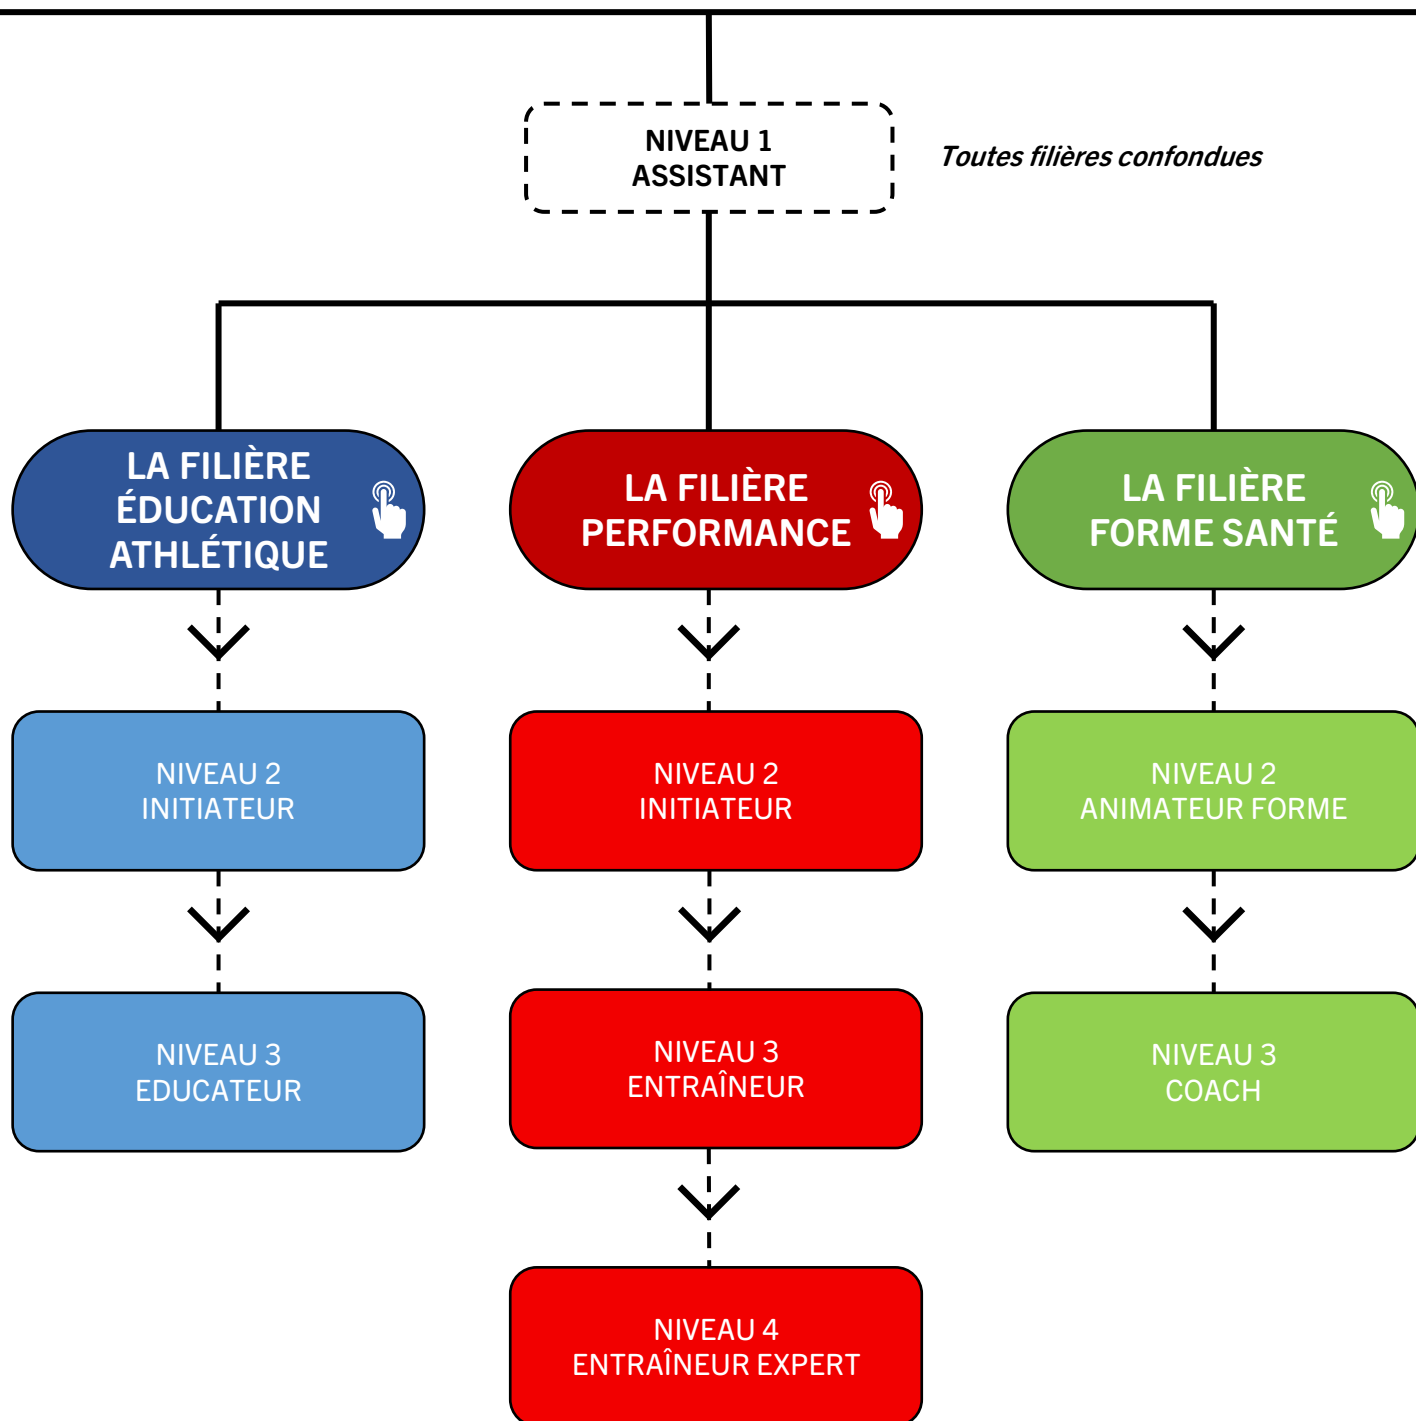 NIVEAU 1
ASSISTANT
Toutes filières confondues
LA FILIÈRE
ÉDUCATION
ATHLÉTIQUE
LA FILIÈRE
PERFORMANCE
LA FILIÈRE
FORME SANTÉ
NIVEAU 2
INITIATEUR
NIVEAU 2
INITIATEUR
NIVEAU 2
ANIMATEUR FORME
NIVEAU 3
EDUCATEUR
NIVEAU 3
ENTRAÎNEUR
NIVEAU 3
COACH
NIVEAU 4
ENTRAÎNEUR EXPERT